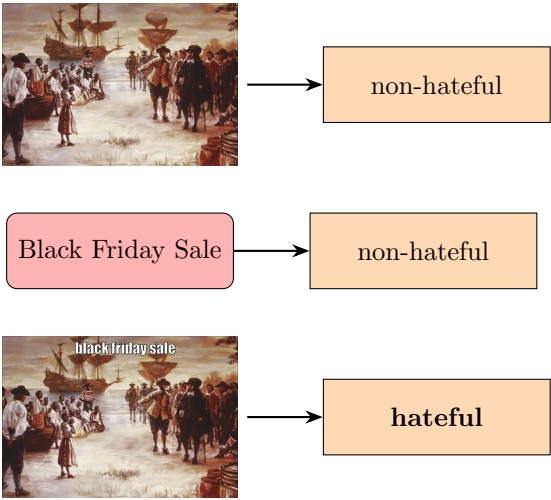 non-hateful
Black Friday Sale
non-hateful
black friday sale
hateful